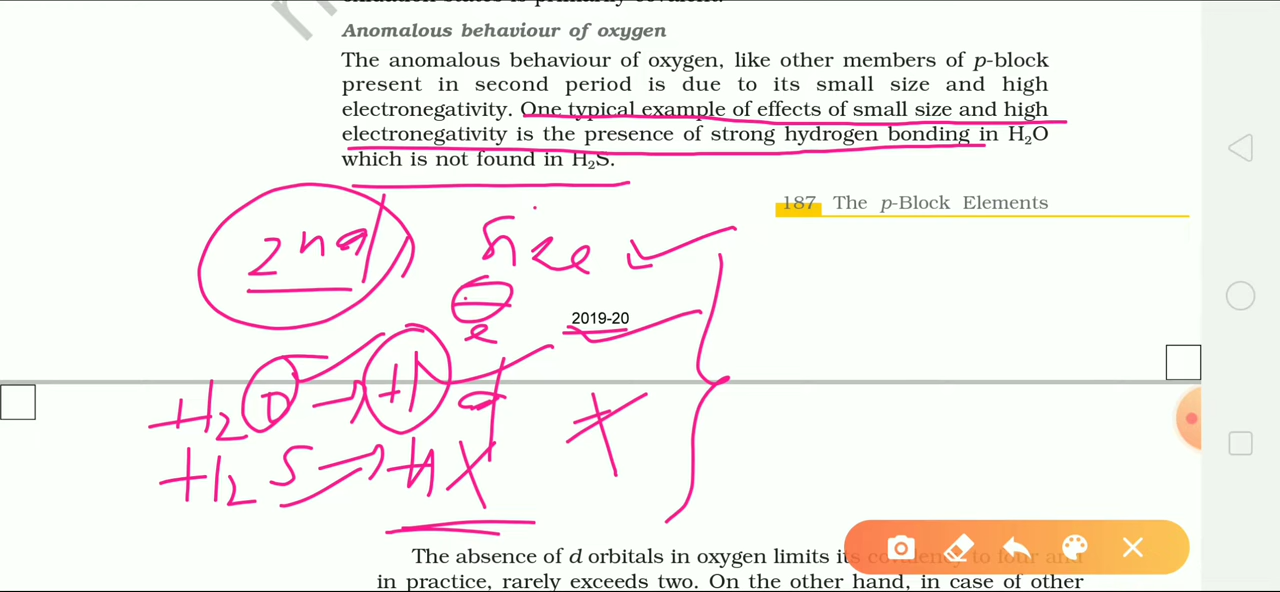 Anomalous behaviour of oxygen
The anomalous behaviour of oxygen, like other members of p-block
present in second period is due to its small size and high
electronegativity. One typical example of effects of small size and high
electronegativity is the presence of strong hydrogen bonding in H₂O
which is not found in H₂S.
187 The p-Block Elements
2nd
Size
e
2019-20
H₂O → H
d
H₂S → H
The absence of d orbitals in oxygen limits its covalency to four and
in practice, rarely exceeds two. On the other hand, in case of other